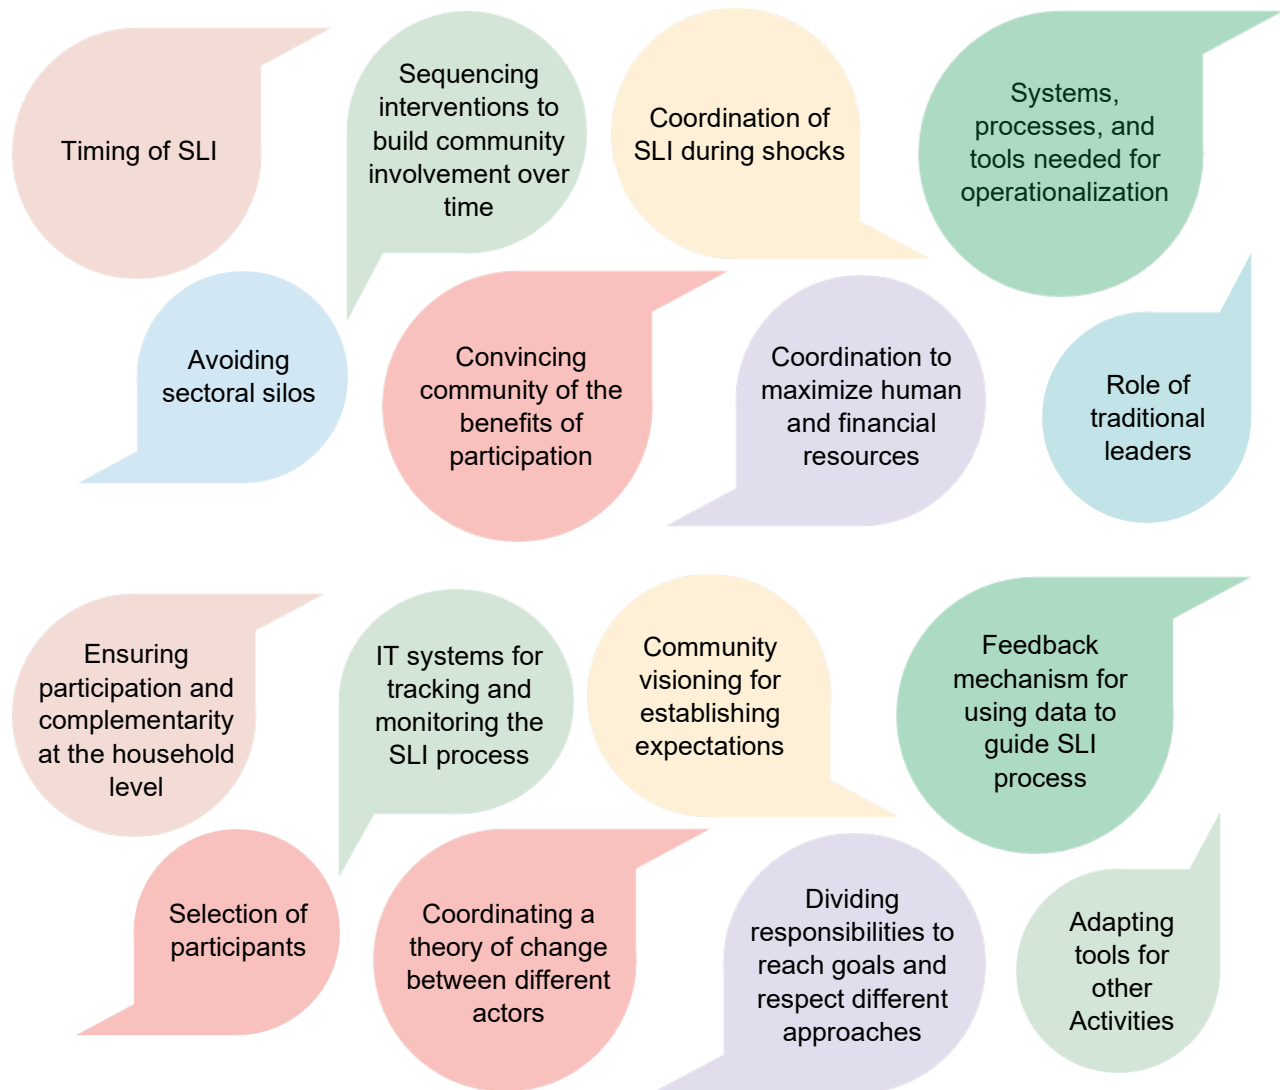 Timing of SLI
Sequencing
interventions to
build community
involvement over
time
Coordination of
SLI during shocks
Systems,
processes, and
tools needed for
operationalization
Avoiding
sectoral silos
Convincing
community of the
benefits of
participation
Coordination to
maximize human
and financial
resources
Role of
traditional
leaders
Ensuring
participation and
complementarity
at the household
level
IT systems for
tracking and
monitoring the
SLI process
Community
visioning for
establishing
expectations
Feedback
mechanism for
using data to
guide SLI
process
Selection of
participants
Coordinating a
theory of change
between different
actors
Dividing
responsibilities to
reach goals and
respect different
approaches
Adapting
tools for
other
Activities